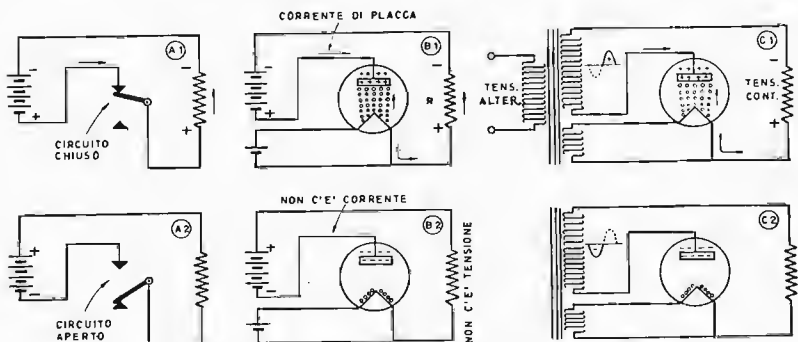 CORRENTE DI PLACCA
A1
B1
C1
-
+
CIRCUITO
CHIUSO
-
+
-
+
R
-
+
TENS.
ALTER.
+
-
+
TENS.
CONT.
NON C'E' CORRENTE
A2
B2
C2
+
-
CIRCUITO
APERTO
+
-
NON C'E' TENSIONE
-